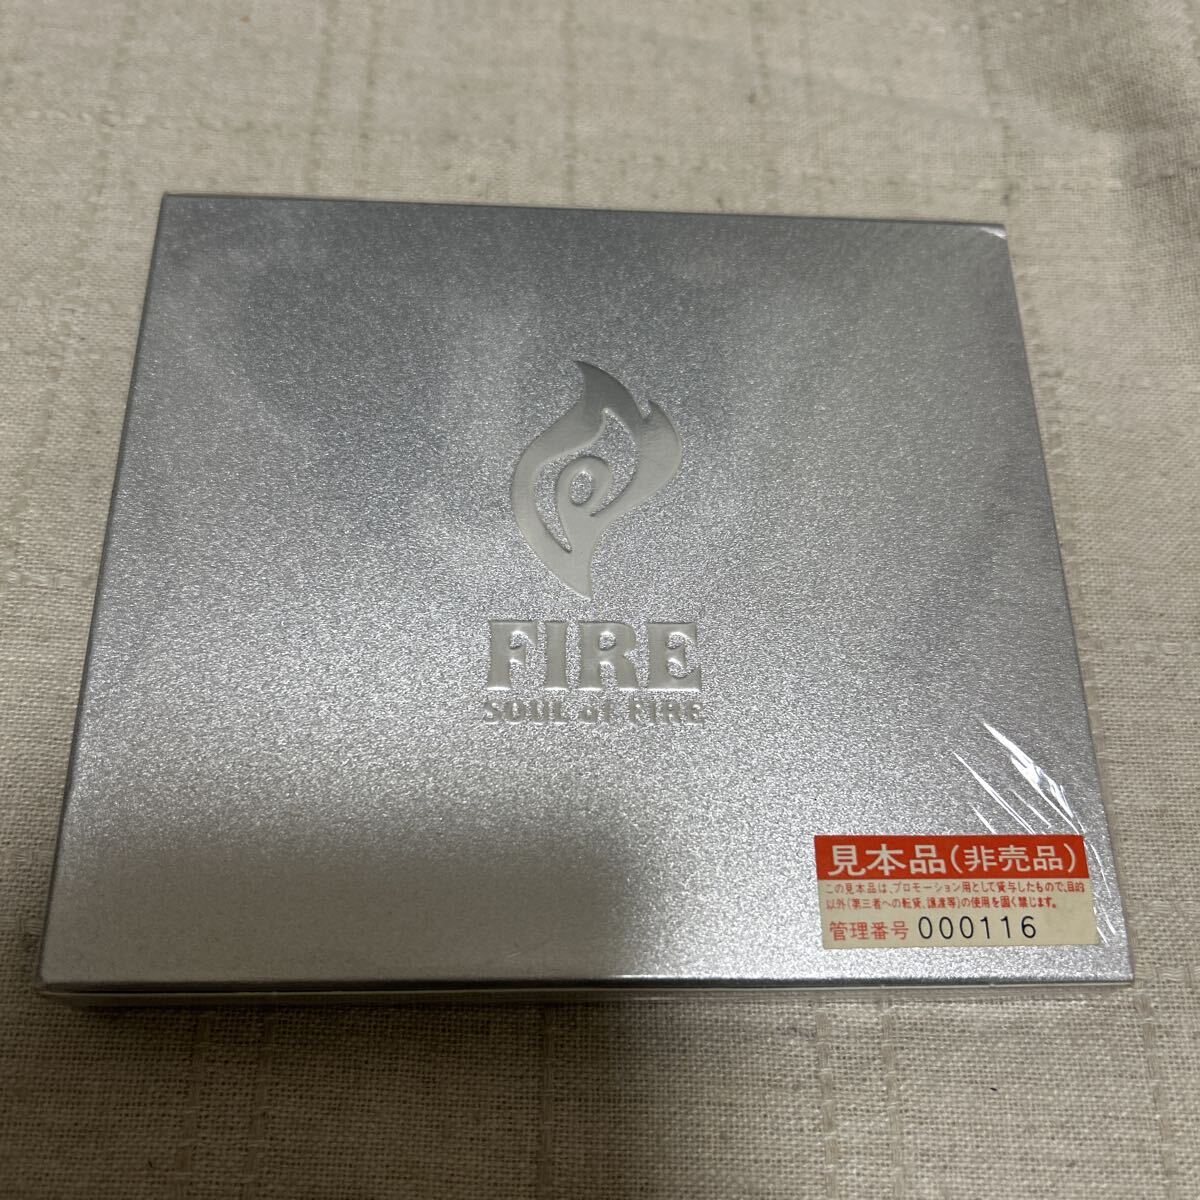 FIRE
SOUL of FIRE
見本品(非売品)
この見本品は、プロモーション用として貸与したもので、目的
以外(第三者への転貸、譲渡等)の使用を固く禁じます。
管理番号 000116